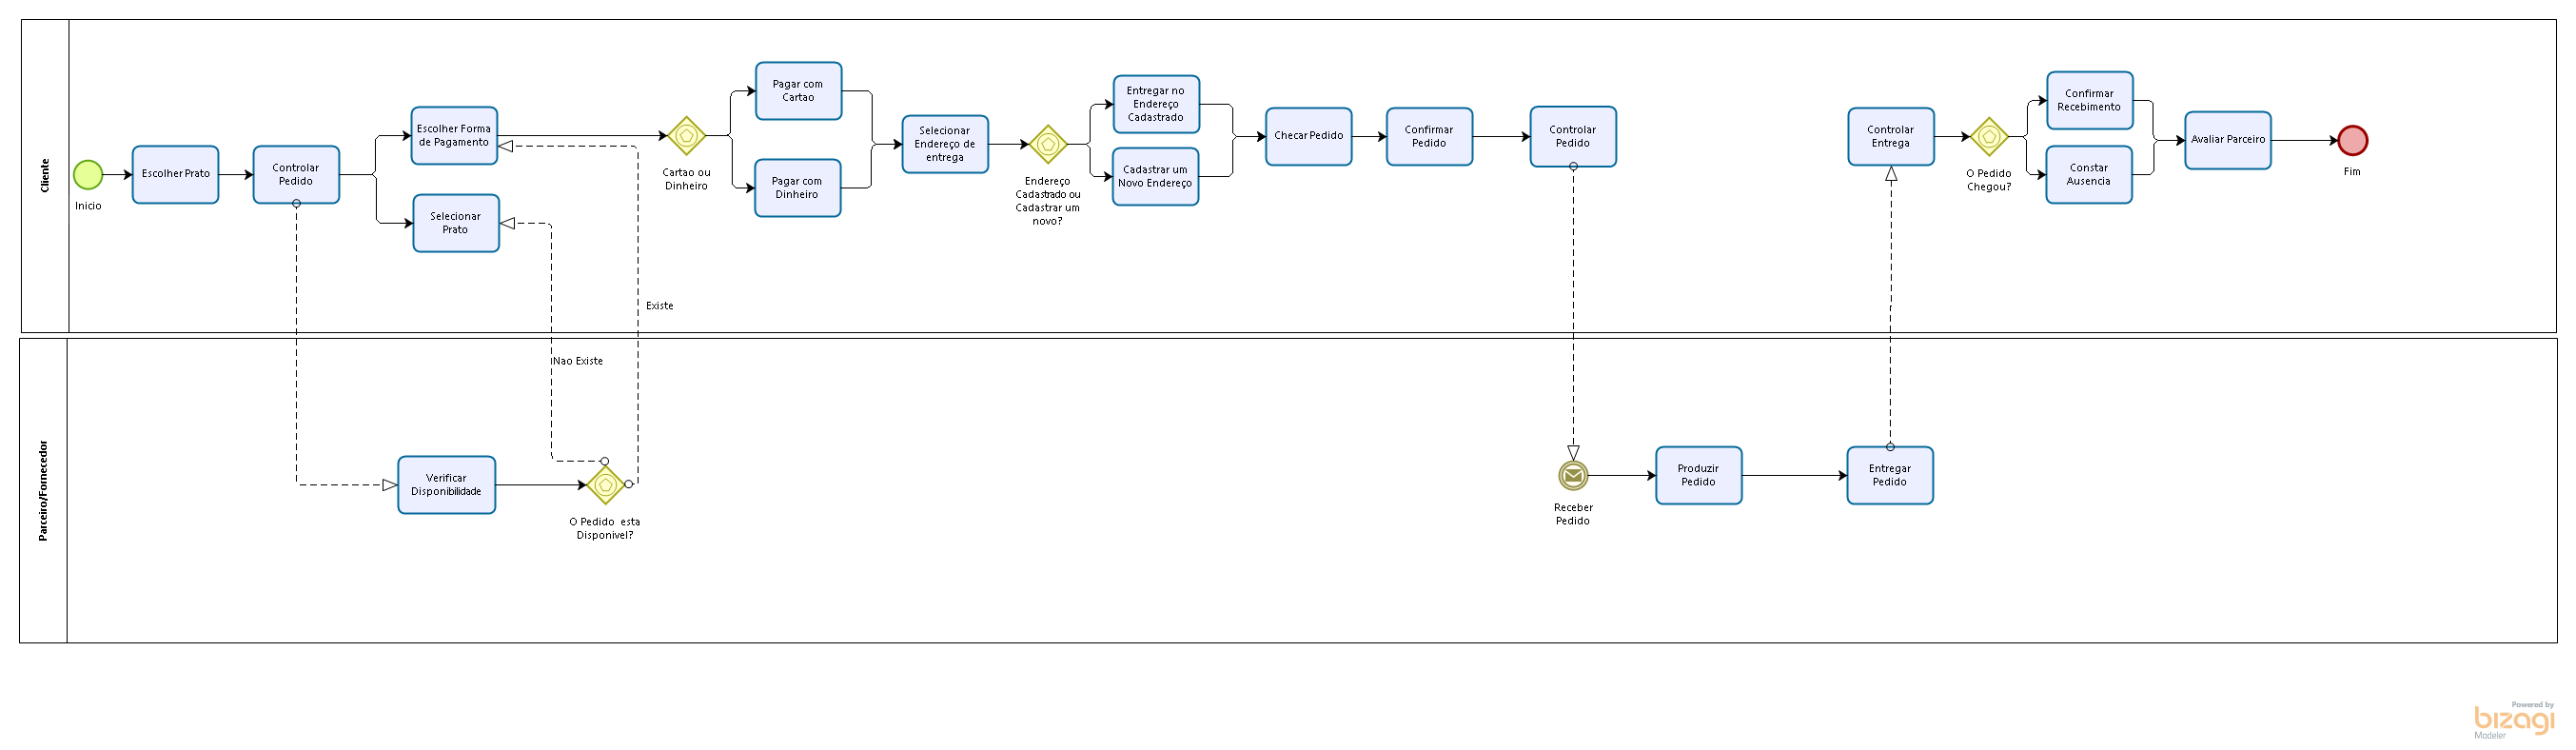 Cliente
Inicio
Escolher Prato
Controlar
Pedido
Escolher Forma
de Pagamento
Selecionar
Prato
Cartao ou
Dinheiro
Pagar com
Cartao
Pagar com
Dinheiro
Selecionar
Endereço de
entrega
Endereço
Cadastrado ou
Cadastrar um
novo?
Entregar no
Endereço
Cadastrado
Cadastrar um
Novo Endereço
Checar Pedido
Confirmar
Pedido
Controlar
Pedido
Controlar
Entrega
O Pedido
Chegou?
Confirmar
Recebimento
Constar
Ausencia
Avaliar Parceiro
Fim
Existe
Nao Existe
Parceiro/Fornecedor
Verificar
Disponibilidade
O Pedido esta
Disponivel?
Receber
Pedido
Produzir
Pedido
Entregar
Pedido
Powered by
bizagi
Modeler